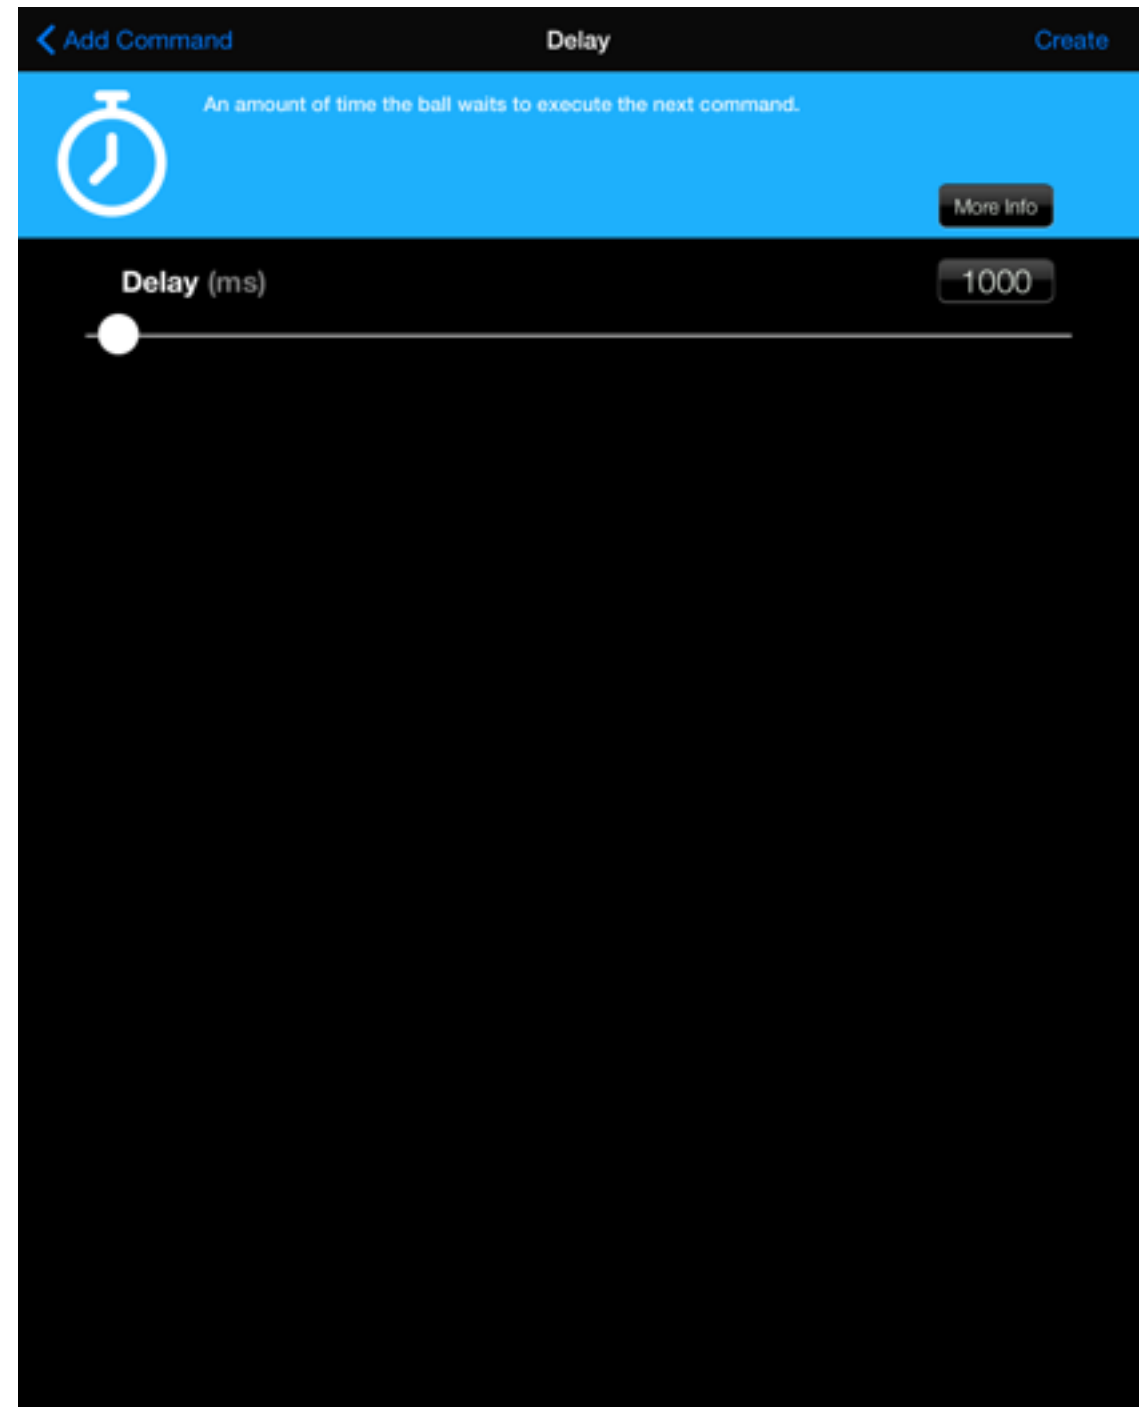 Add Command
Delay
Create
An amount of time the ball waits to execute the next command.
More Info
Delay (ms)
1000